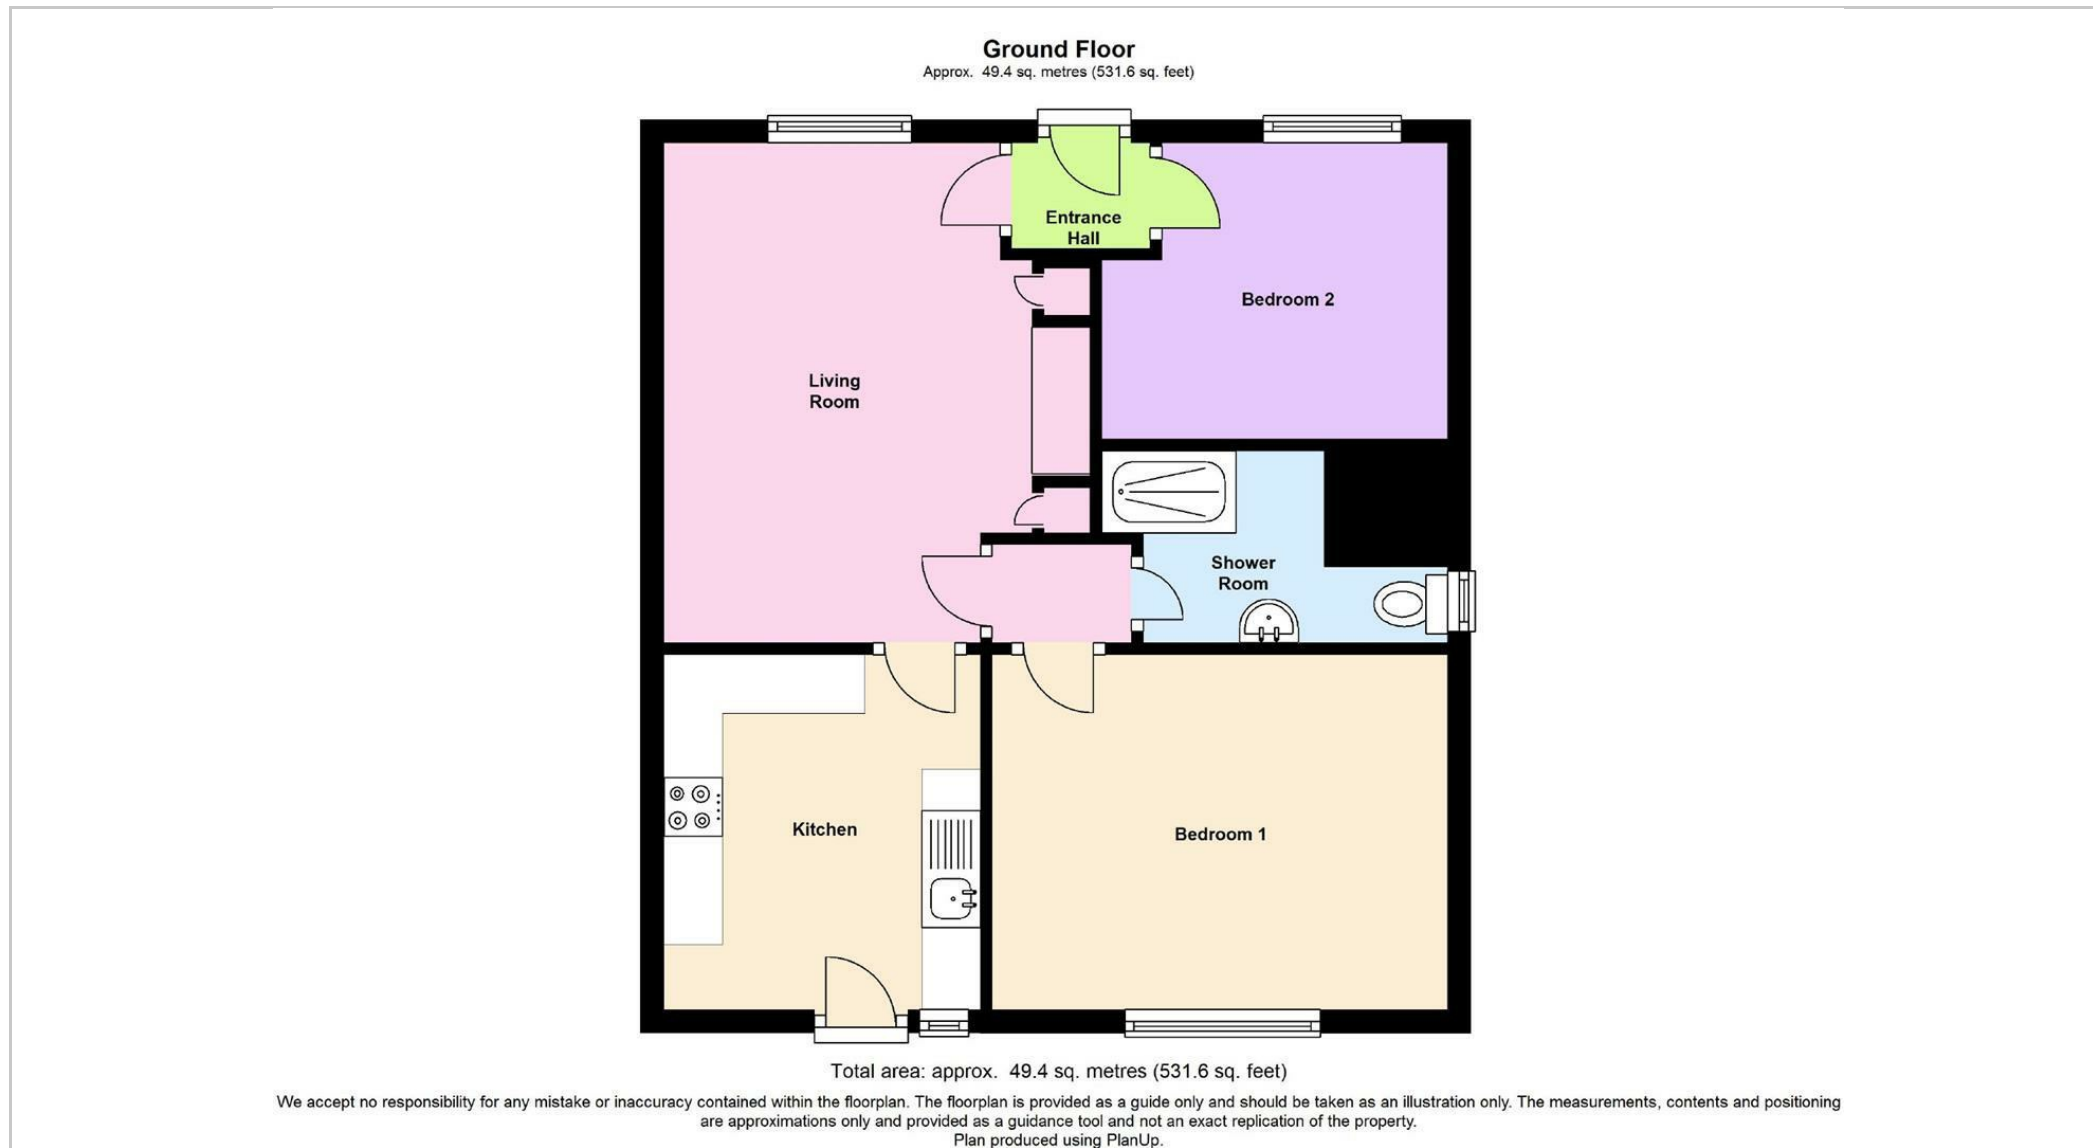 Ground Floor
Approx. 49.4 sq. metres (531.6 sq. feet)
Entrance
Hall
Bedroom 2
Living
Room
Shower
Room
Kitchen
Bedroom 1
Total area: approx. 49.4 sq. metres (531.6 sq. feet)
We accept no responsibility for any mistake or inaccuracy contained within the floorplan. The floorplan is provided as a guide only and should be taken as an illustration only. The measurements, contents and positioning
are approximations only and provided as a guidance tool and not an exact replication of the property.
Plan produced using PlanUp.